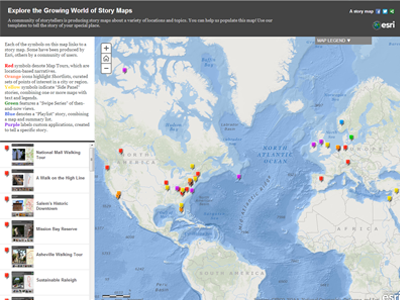 Explore the Growing World of Story Maps
A community of storytellers is producing story maps about a variety of locations and topics. You can help us populate this map! Use our
templates to tell the story of your special place.
A story map
esri
MAP LEGEND ▼
Each of the symbols on this map links to a
story map. Some have been produced by
Esri, others by a community of users.
Red symbols denote Map Tours, which are
location-based narratives.
Orange icons highlight Shortlists, curated
sets of points of interest in a city or region.
Yellow symbols indicate "Side Panel"
stories, combining one or more maps with
text and legends.
Green features a "Swipe Series" of then-
and-now views.
Blue denotes a "Playlist" story, combining
a map and summary list.
Purple labels custom applications, created
to tell a specific story.
National Mall Walking
Tour
A Walk on the High Line
Salem's Historic
Downtown
Mission Bay Reserve
Asheville Walking Tour
Sustainable Raleigh
NORTH
AMERICA
NORTH
ATLANTIC
OCEAN
EUROPE
AFRICA
SOUTH
AMERICA
esri